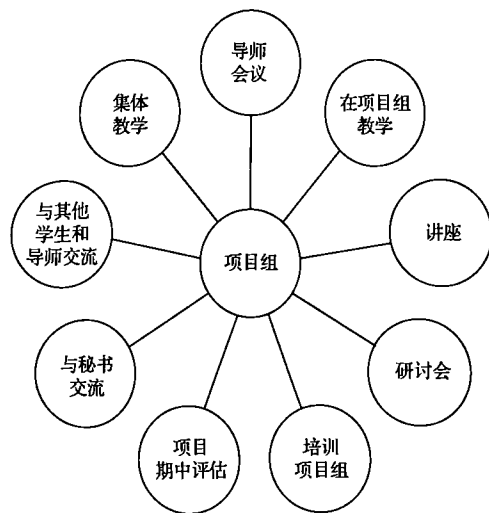 导师
会议
集体
教学
在项目组
教学
与其他
学生和
导师交流
项目组
讲座
与秘书
交流
研讨会
项目
期中评估
培训
项目组